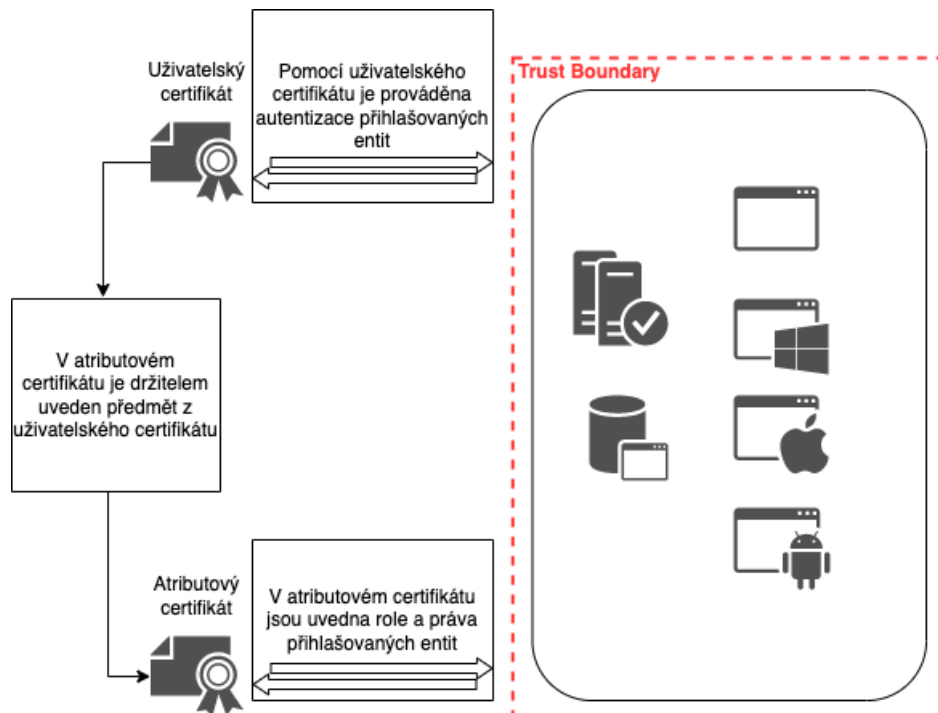 Uživatelský
certifikát
Pomocí uživatelského
certifikátu je prováděna
autentizace přihlašovaných
entit
Trust Boundary
V atributovém
certifikátu je držitelem
uveden předmět z
uživatelského certifikátu
Atributový
certifikát
V atributovém certifikátu
jsou uvedna role a práva
přihlašovaných entit